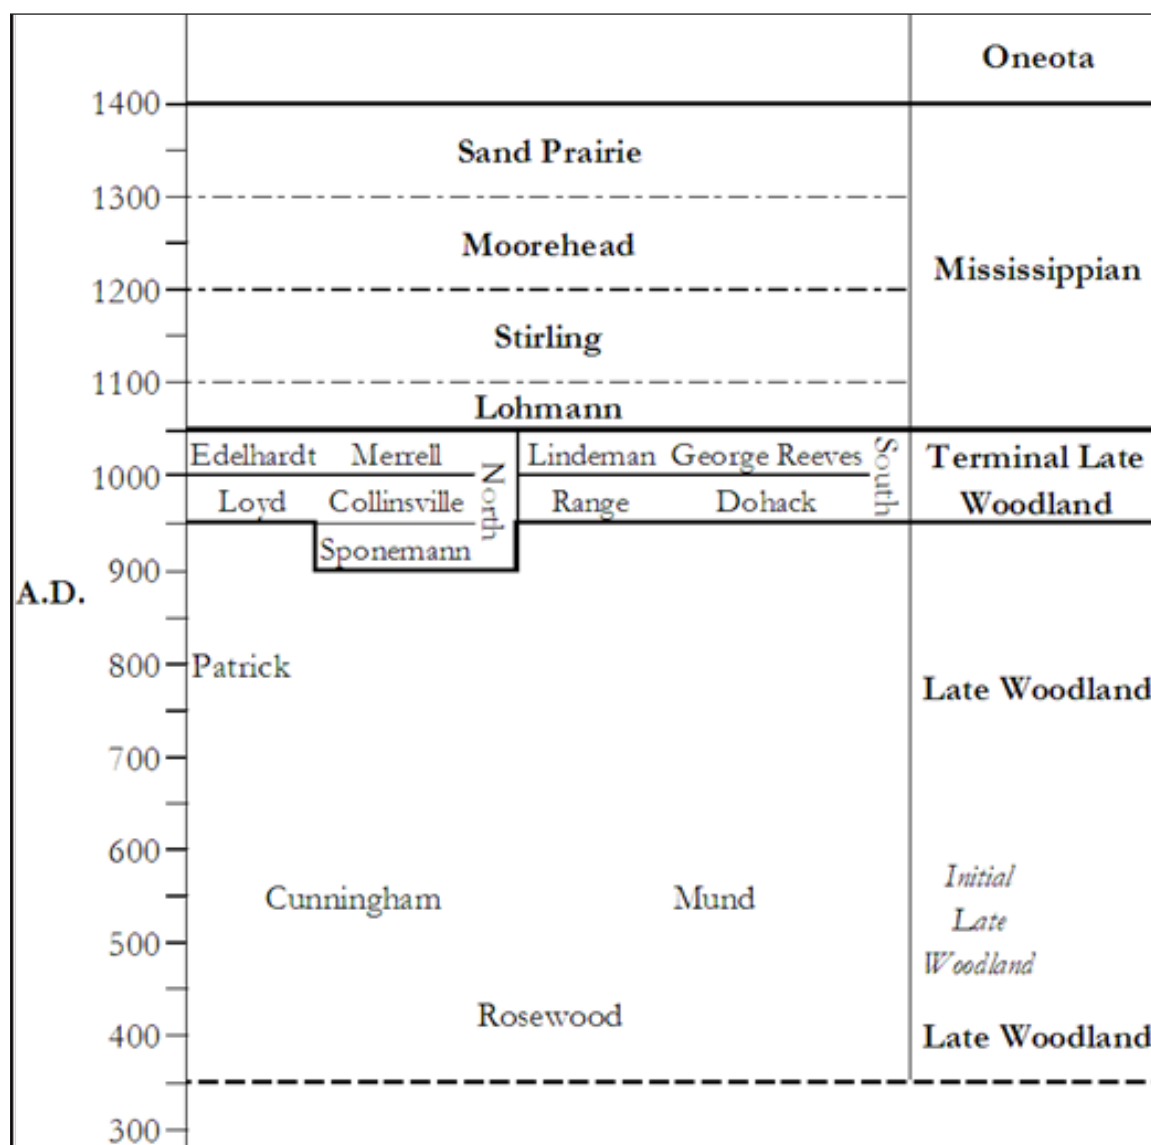 Oneota
1400
Sand Prairie
1300
Moorehead
Mississippian
1200
Stirling
1100
Lohmann
Edelhardt Merrell North Lindeman George Reeves South Terminal Late
1000
Loyd Collinsville Range Dohack Woodland
Sponemann
900
A.D.
800 Patrick
Late Woodland
700
600
Initial
Cunningham Mund
Late
500
Woodland
Rosewood
400 Late Woodland
300